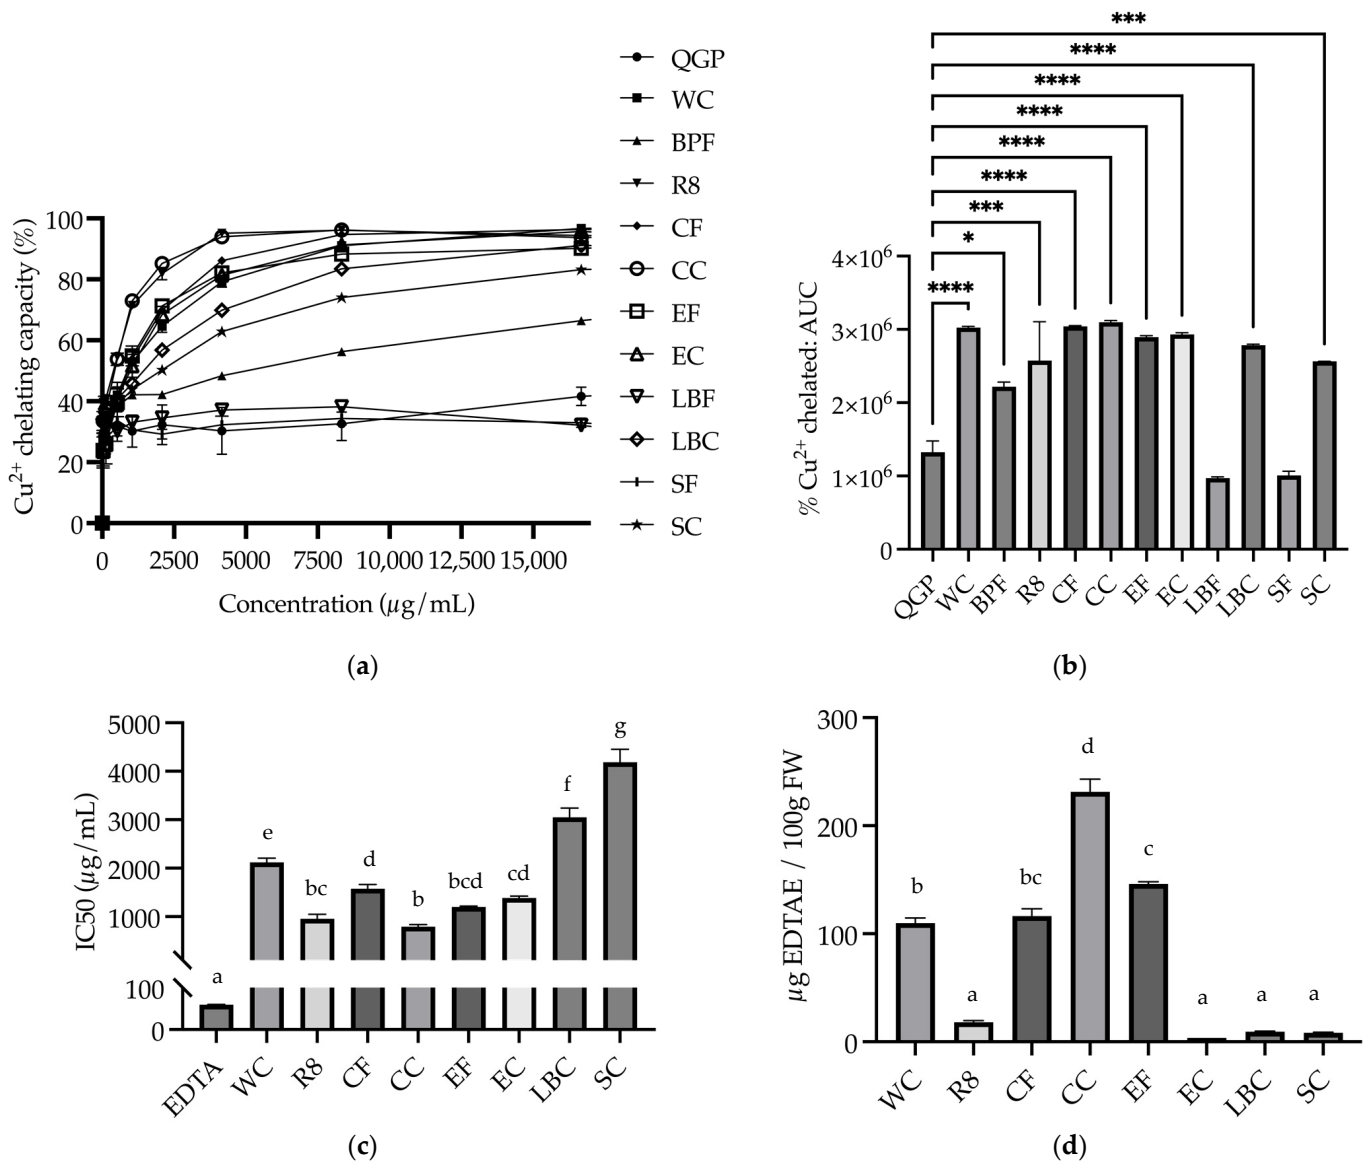 QGP
WC
BPF
R8
CF
CC
EF
EC
LBF
LBC
SF
SC
Cu2+ chelating capacity (%)
100
80
60
40
20
0
0 2500 5000 7500 10,000 12,500 15,000
Concentration (µg/mL)
(a)
***
****
****
****
****
****
***
*
****
% Cu2+ chelated: AUC
4×10^6
3×10^6
2×10^6
1×10^6
0
QGP WC BPF R8 CF CC EF EC LBF LBC SF SC
(b)
IC50 (µg/mL)
5000
4000
3000
2000
1000
100
0
a e bc d b bcd cd f g
EDTA WC R8 CF CC EF EC LBC SC
(c)
µg EDTAE / 100g FW
300
200
100
0
b a bc d c a a a
WC R8 CF CC EF EC LBC SC
(d)